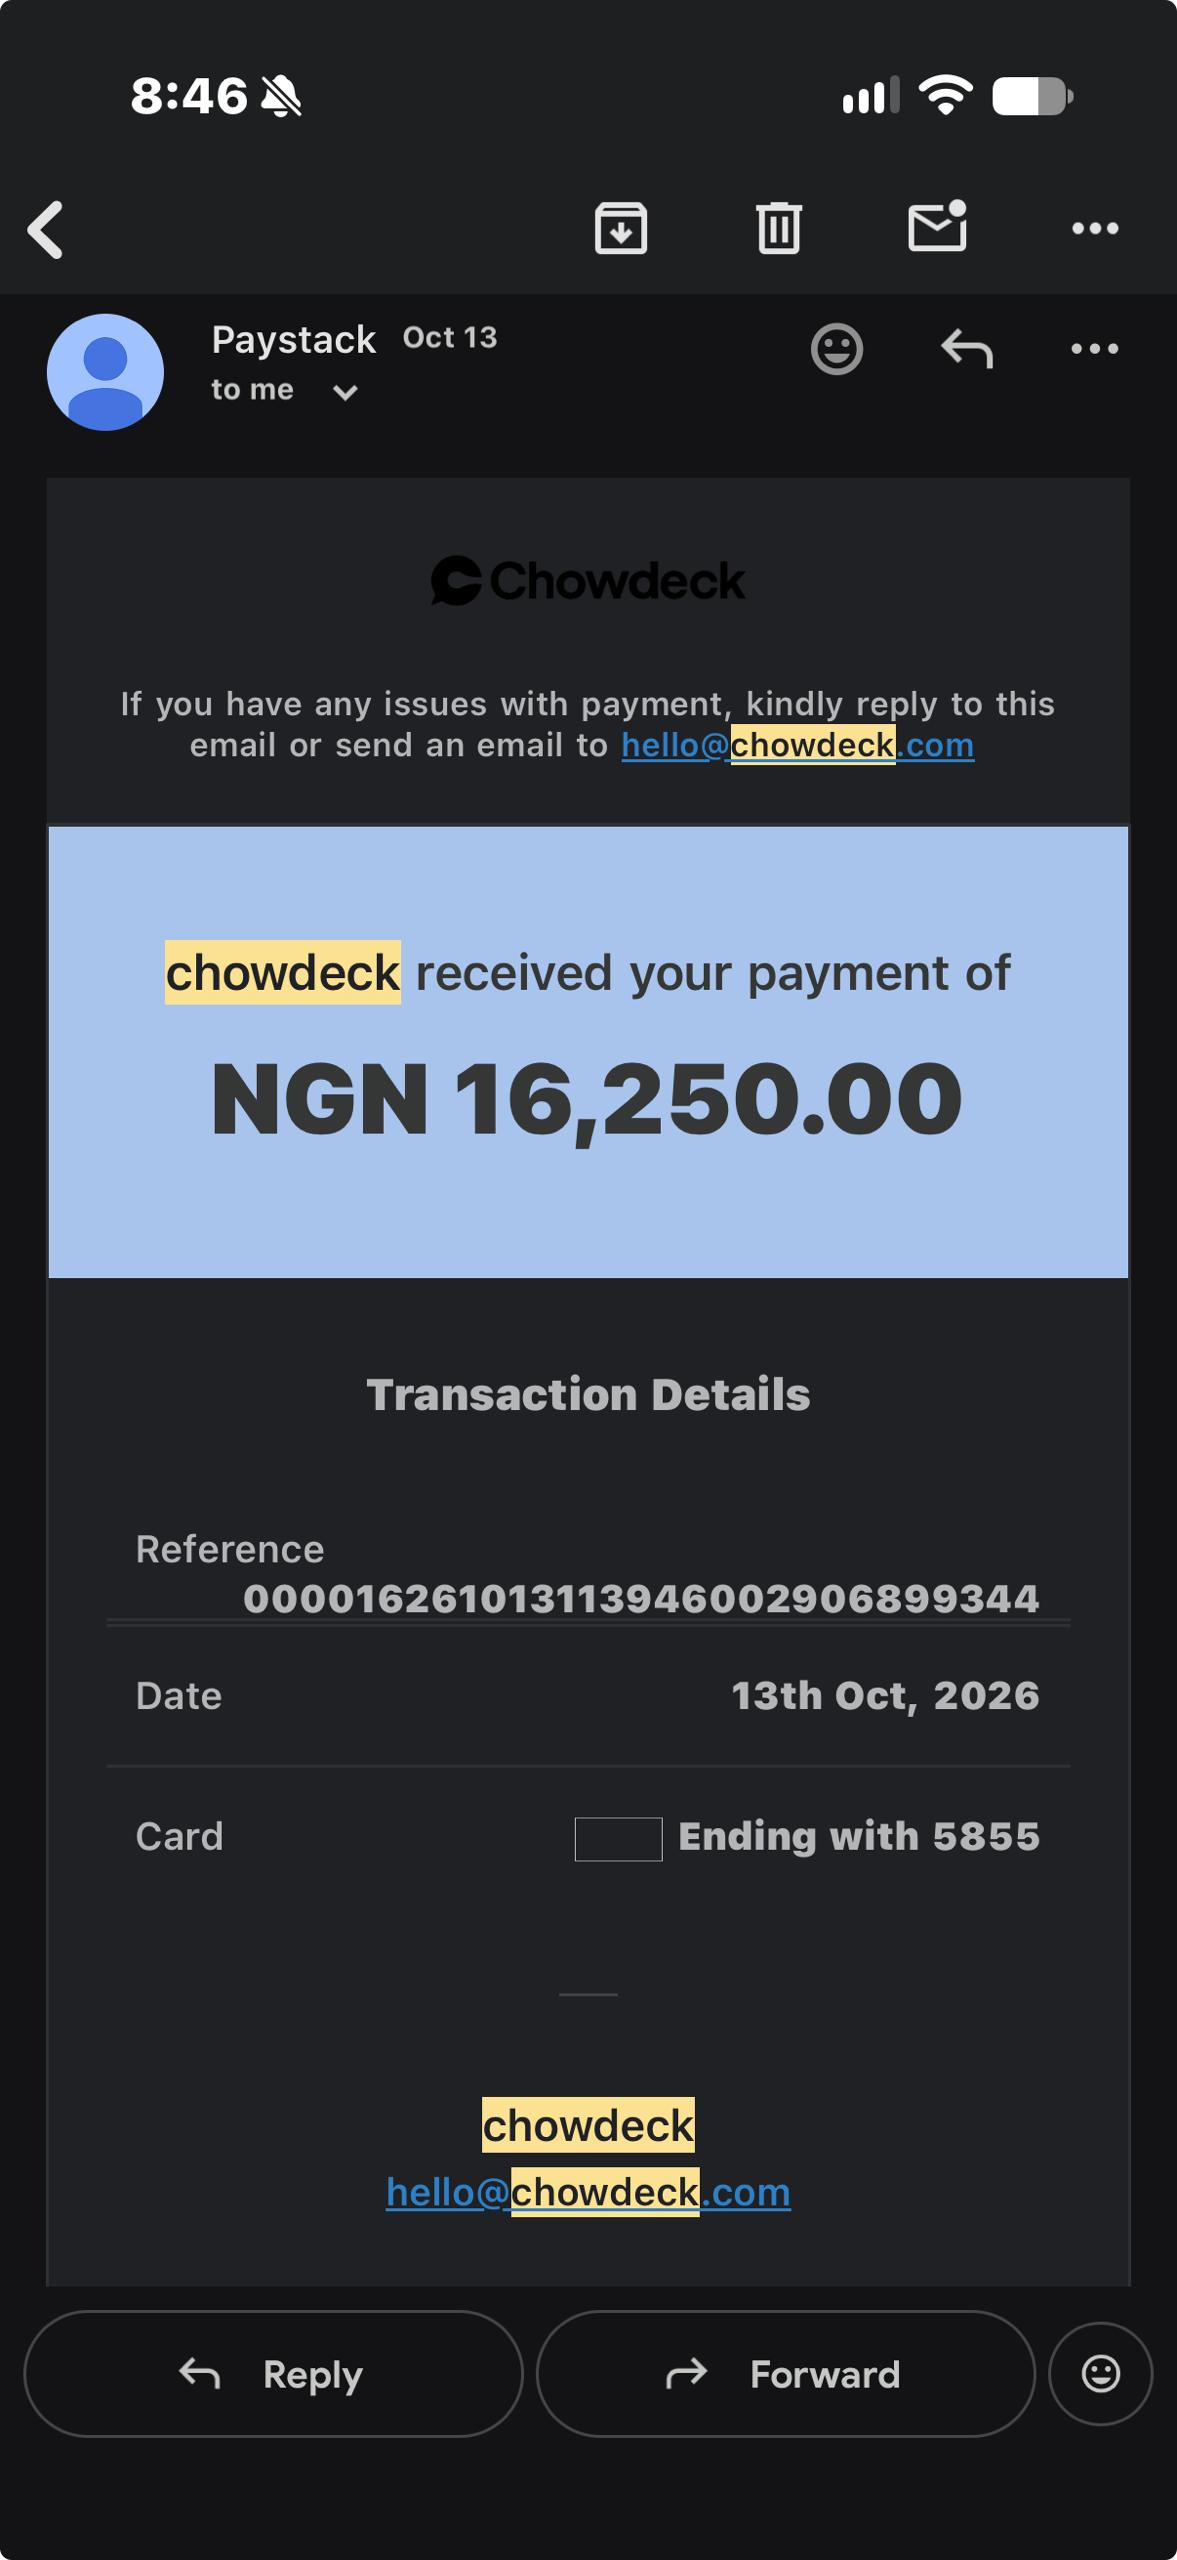 8:46
Paystack Oct 13
to me
Chowdeck
If you have any issues with payment, kindly reply to this
email or send an email to hello@chowdeck.com
chowdeck received your payment of
NGN 16,250.00
Transaction Details
Reference
000016261013113946002906899344
Date 13th Oct, 2026
Card Ending with 5855
chowdeck
hello@chowdeck.com
Reply Forward